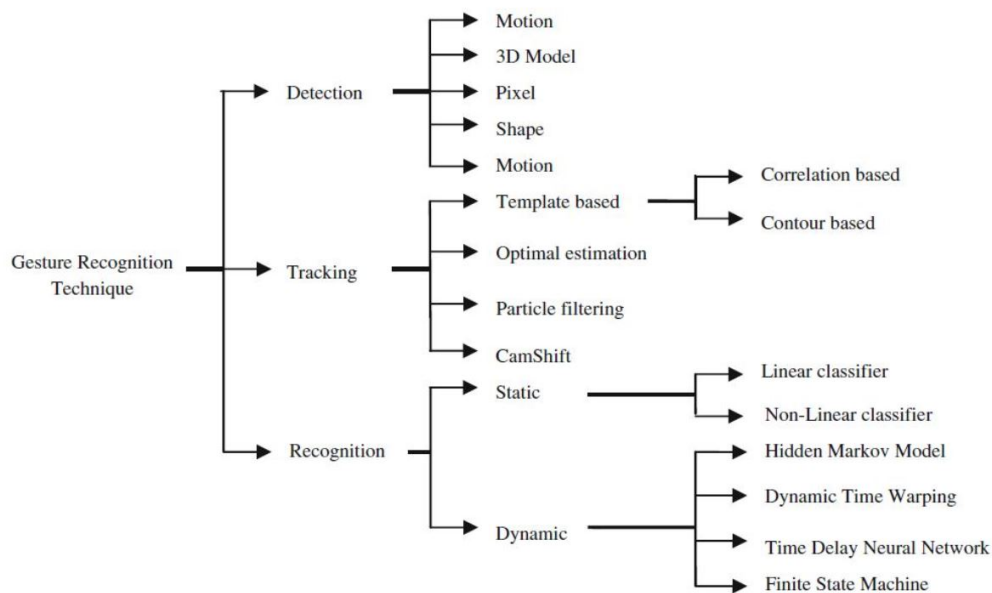 Gesture Recognition
Technique
Detection
Motion
3D Model
Pixel
Shape
Motion
Tracking
Template based
Correlation based
Contour based
Optimal estimation
Particle filtering
CamShift
Recognition
Static
Linear classifier
Non-Linear classifier
Dynamic
Hidden Markov Model
Dynamic Time Warping
Time Delay Neural Network
Finite State Machine